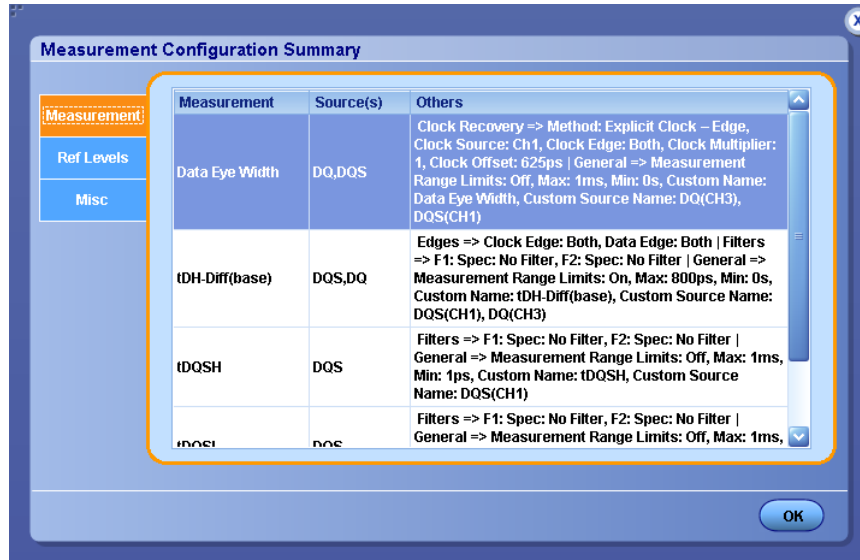 Measurement Configuration Summary
Measurement
Ref Levels
Misc
Measurement Source(s) Others
Data Eye Width DQ,DQS
Clock Recovery => Method: Explicit Clock – Edge,
Clock Source: Ch1, Clock Edge: Both, Clock Multiplier:
1, Clock Offset: 625ps | General => Measurement
Range Limits: Off, Max: 1ms, Min: 0s, Custom Name:
Data Eye Width, Custom Source Name: DQ(CH3),
DQS(CH1)
tDH-Diff(base) DQS,DQ
Edges => Clock Edge: Both, Data Edge: Both | Filters
=> F1: Spec: No Filter, F2: Spec: No Filter | General =>
Measurement Range Limits: On, Max: 800ps, Min: 0s,
Custom Name: tDH-Diff(base), Custom Source Name:
DQS(CH1), DQ(CH3)
tDQSH DQS
Filters => F1: Spec: No Filter, F2: Spec: No Filter |
General => Measurement Range Limits: Off, Max: 1ms,
Min: 1ps, Custom Name: tDQSH, Custom Source
Name: DQS(CH1)
tDQSL DQS
Filters => F1: Spec: No Filter, F2: Spec: No Filter |
General => Measurement Range Limits: Off, Max: 1ms,
OK